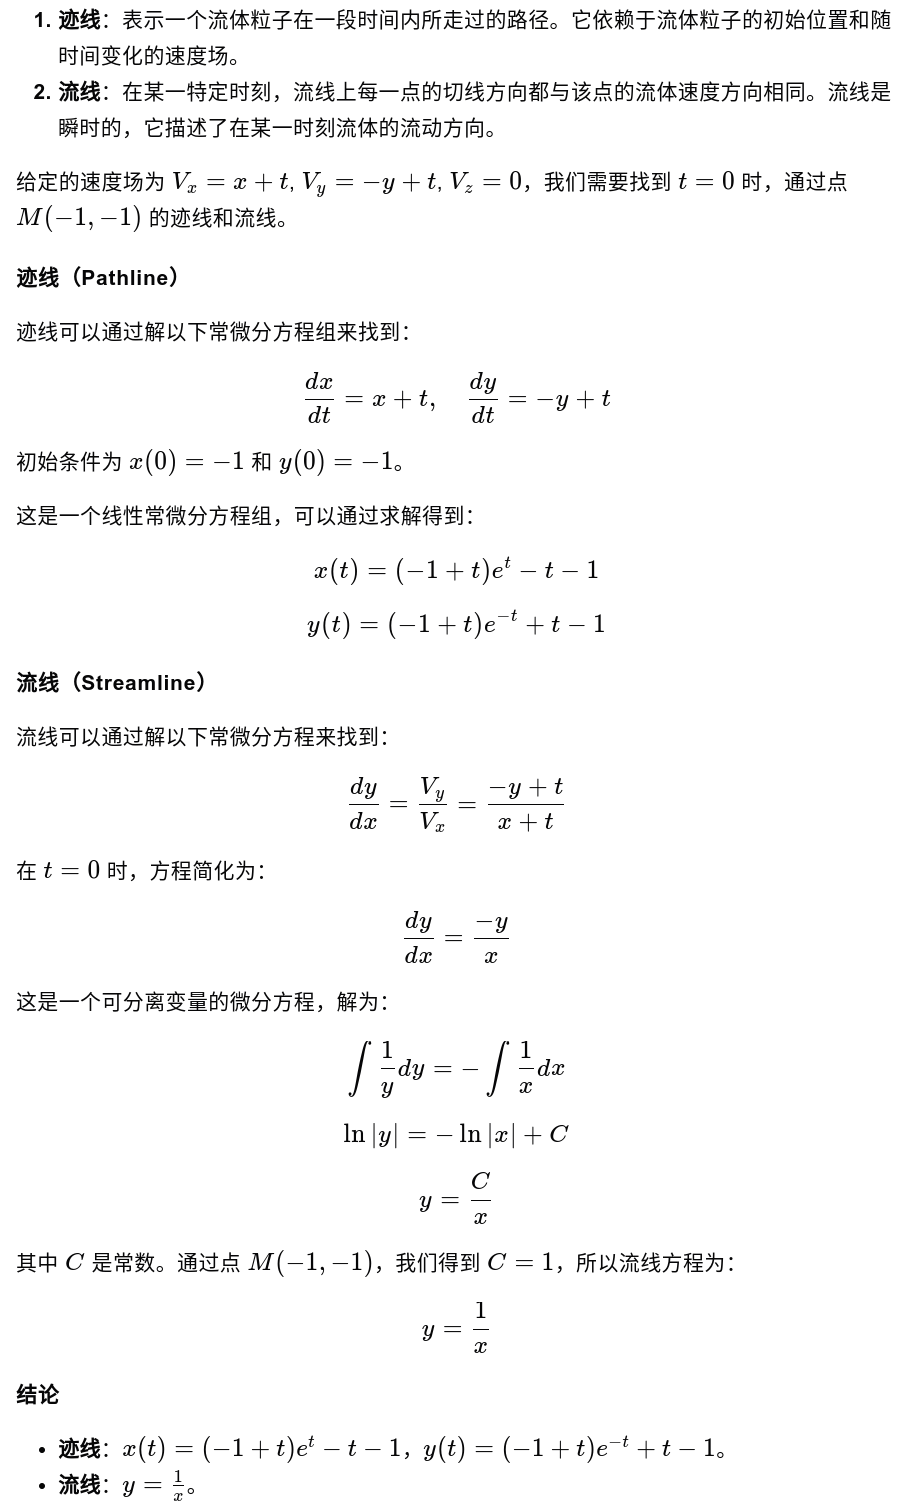 1. 迹线：表示一个流体粒子在一段时间内所走过的路径。它依赖于流体粒子的初始位置和随
时间变化的速度场。
2. 流线：在某一特定时刻，流线上每一点的切线方向都与该点的流体速度方向相同。流线是
瞬时的，它描述了在某一时刻流体的流动方向。
给定的速度场为 $V_x = x + t$, $V_y = -y + t$, $V_z = 0$，我们需要找到 $t = 0$ 时，通过点
$M(-1, -1)$ 的迹线和流线。
迹线（Pathline）
迹线可以通过解以下常微分方程组来找到：
$\frac{dx}{dt} = x + t, \quad \frac{dy}{dt} = -y + t$
初始条件为 $x(0) = -1$ 和 $y(0) = -1$。
这是一个线性常微分方程组，可以通过求解得到：
$x(t) = (-1 + t)e^t - t - 1$
$y(t) = (-1 + t)e^{-t} + t - 1$
流线（Streamline）
流线可以通过解以下常微分方程来找到：
$\frac{dy}{dx} = \frac{V_y}{V_x} = \frac{-y + t}{x + t}$
在 $t = 0$ 时，方程简化为：
$\frac{dy}{dx} = \frac{-y}{x}$
这是一个可分离变量的微分方程，解为：
$\int \frac{1}{y} dy = - \int \frac{1}{x} dx$
$\ln |y| = - \ln |x| + C$
$y = \frac{C}{x}$
其中 $C$ 是常数。通过点 $M(-1, -1)$，我们得到 $C = 1$，所以流线方程为：
$y = \frac{1}{x}$
结论
• 迹线：$x(t) = (-1 + t)e^t - t - 1$，$y(t) = (-1 + t)e^{-t} + t - 1$。
• 流线：$y = \frac{1}{x}$。